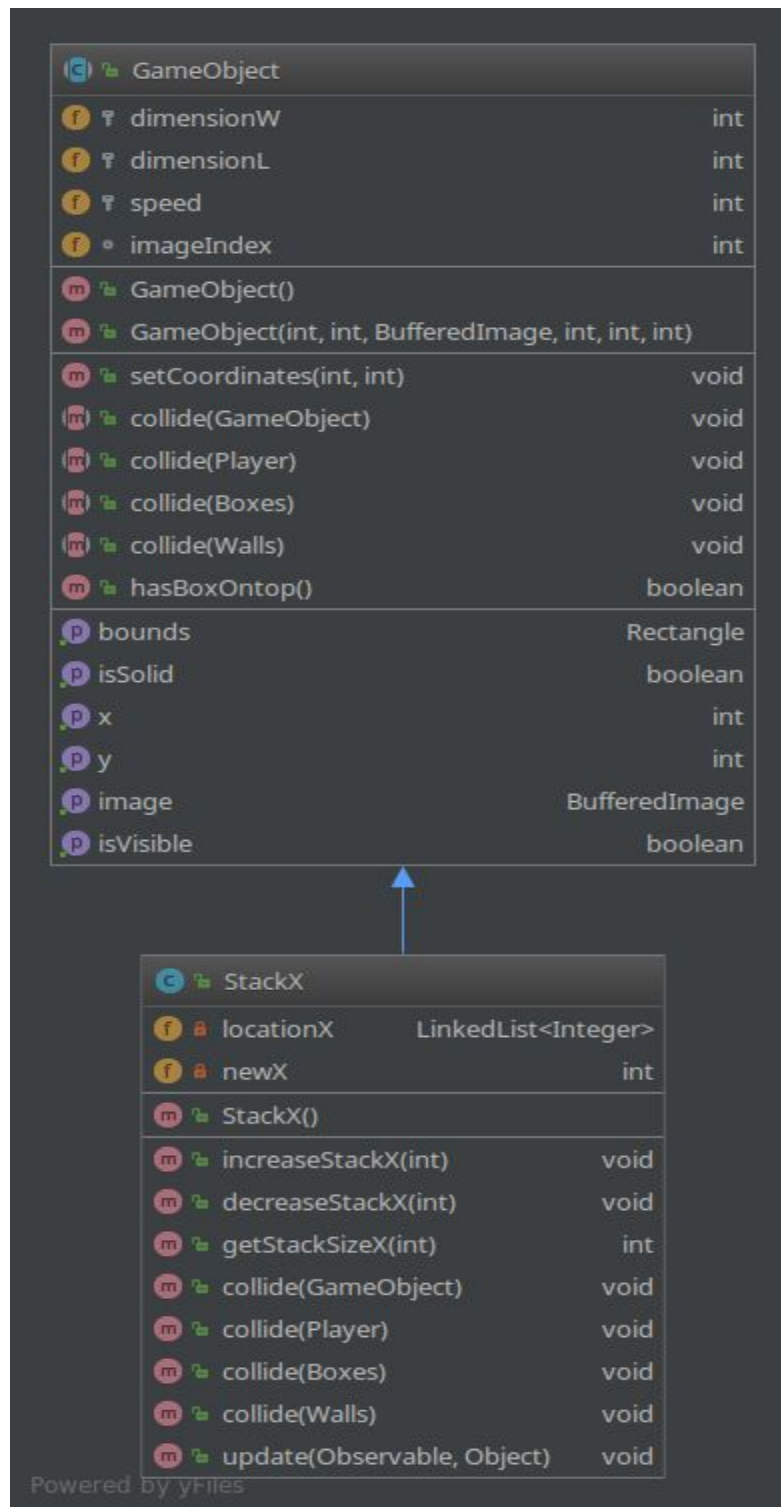 GameObject
dimensionW int
dimensionL int
speed int
imageIndex int
GameObject()
GameObject(int, int, BufferedImage, int, int, int)
setCoordinates(int, int) void
collide(GameObject) void
collide(Player) void
collide(Boxes) void
collide(Walls) void
hasBoxOntop() boolean
bounds Rectangle
isSolid boolean
x int
y int
image BufferedImage
isVisible boolean
StackX
locationX LinkedList<Integer>
newX int
StackX()
increaseStackX(int) void
decreaseStackX(int) void
getStackSizeX(int) int
collide(GameObject) void
collide(Player) void
collide(Boxes) void
collide(Walls) void
update(Observable, Object) void
Powered by yFiles